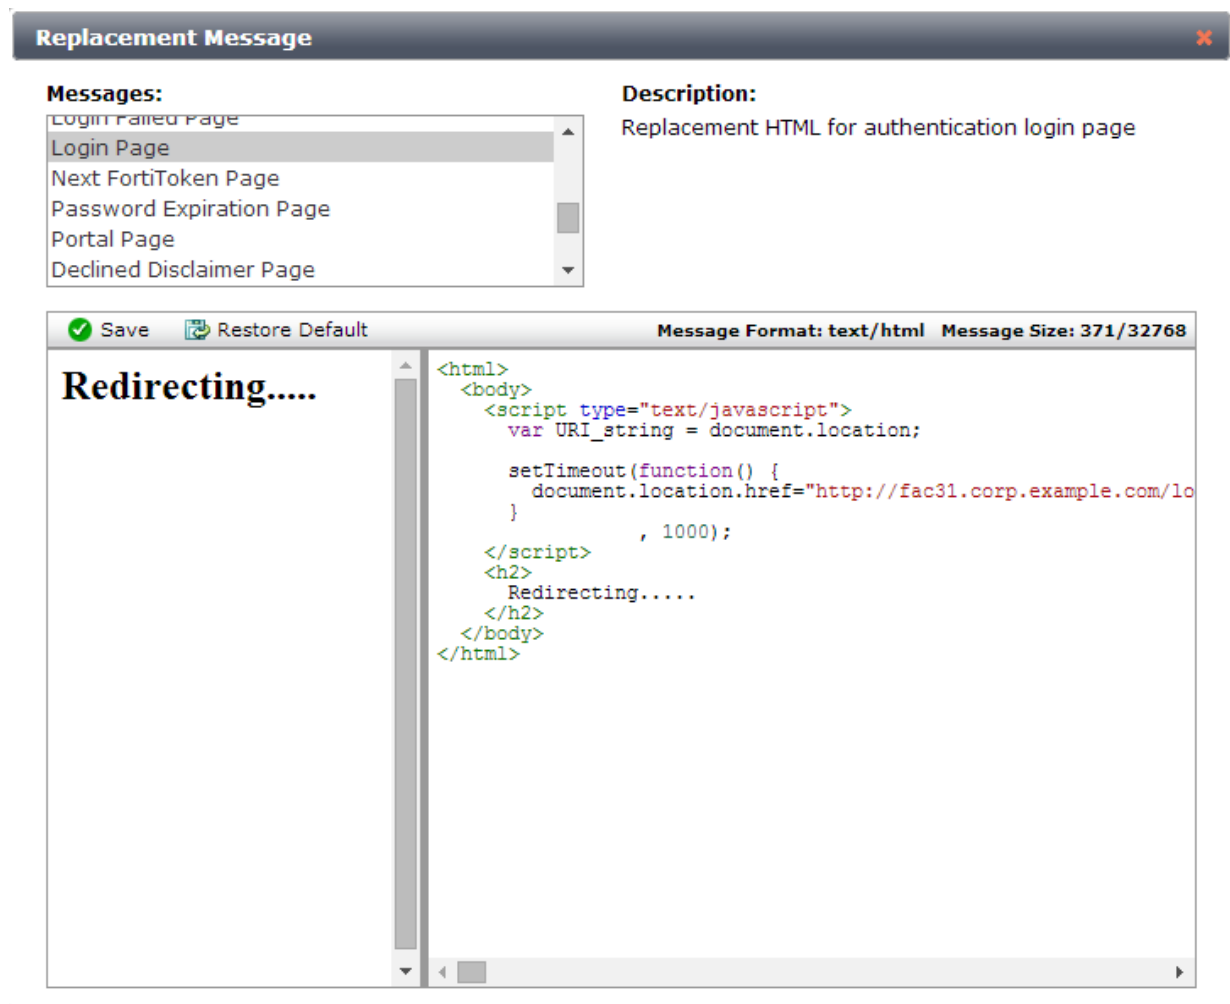 Replacement Message
Messages:
Description:
Login Failed Page
Replacement HTML for authentication login page
Login Page
Next FortiToken Page
Password Expiration Page
Portal Page
Declined Disclaimer Page
Save
Restore Default
Message Format: text/html Message Size: 371/32768
Redirecting.....
<html>
<body>
<script type="text/javascript">
var URI_string = document.location;
setTimeout(function() {
document.location.href="http://fac31.corp.example.com/lo
}
, 1000);
</script>
<h2>
Redirecting.....
</h2>
</body>
</html>